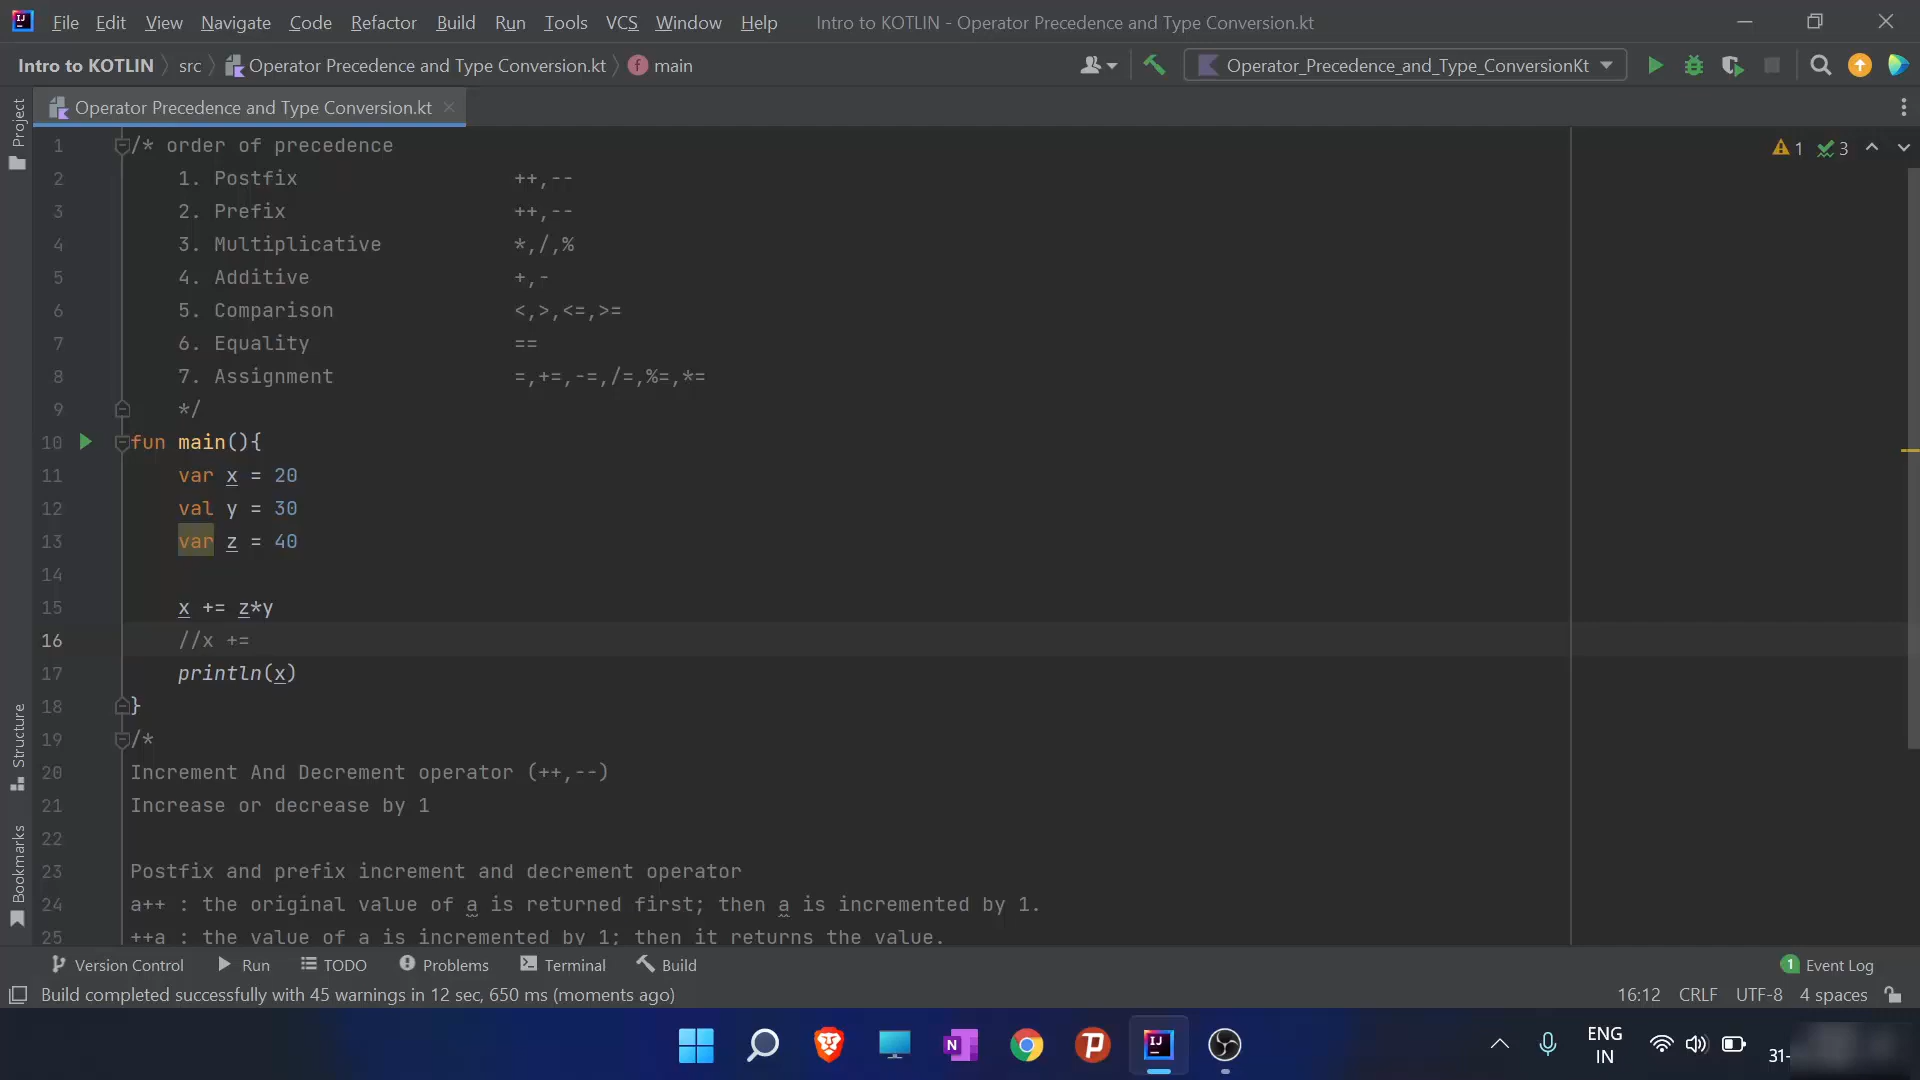 File Edit View Navigate Code Refactor Build Run Tools VCS Window Help Intro to KOTLIN - Operator Precedence and Type Conversion.kt
Intro to KOTLIN src Operator Precedence and Type Conversion.kt f main Operator_Precedence_and_Type_ConversionKt
Operator Precedence and Type Conversion.kt
Project
1 /* order of precedence
1 3
2 1. Postfix ++,--
3 2. Prefix ++,--
4 3. Multiplicative *,/,%
5 4. Additive +,-
6 5. Comparison <,>,<=,>=
7 6. Equality ==
8 7. Assignment =,+=,-=,/=,%=,*=
9 */
10 fun main(){
11 var x = 20
12 val y = 30
13 var z = 40
14
15 x += z*y
16 //x +=
17 println(x)
18 }
19 /*
20 Increment And Decrement operator (++,--)
21 Increase or decrease by 1
22
23 Postfix and prefix increment and decrement operator
24 a++ : the original value of a is returned first; then a is incremented by 1.
25 ++a : the value of a is incremented by 1; then it returns the value.
Structure
Bookmarks
Version Control Run TODO Problems Terminal Build 1 Event Log
Build completed successfully with 45 warnings in 12 sec, 650 ms (moments ago) 16:12 CRLF UTF-8 4 spaces
ENG
IN
31-